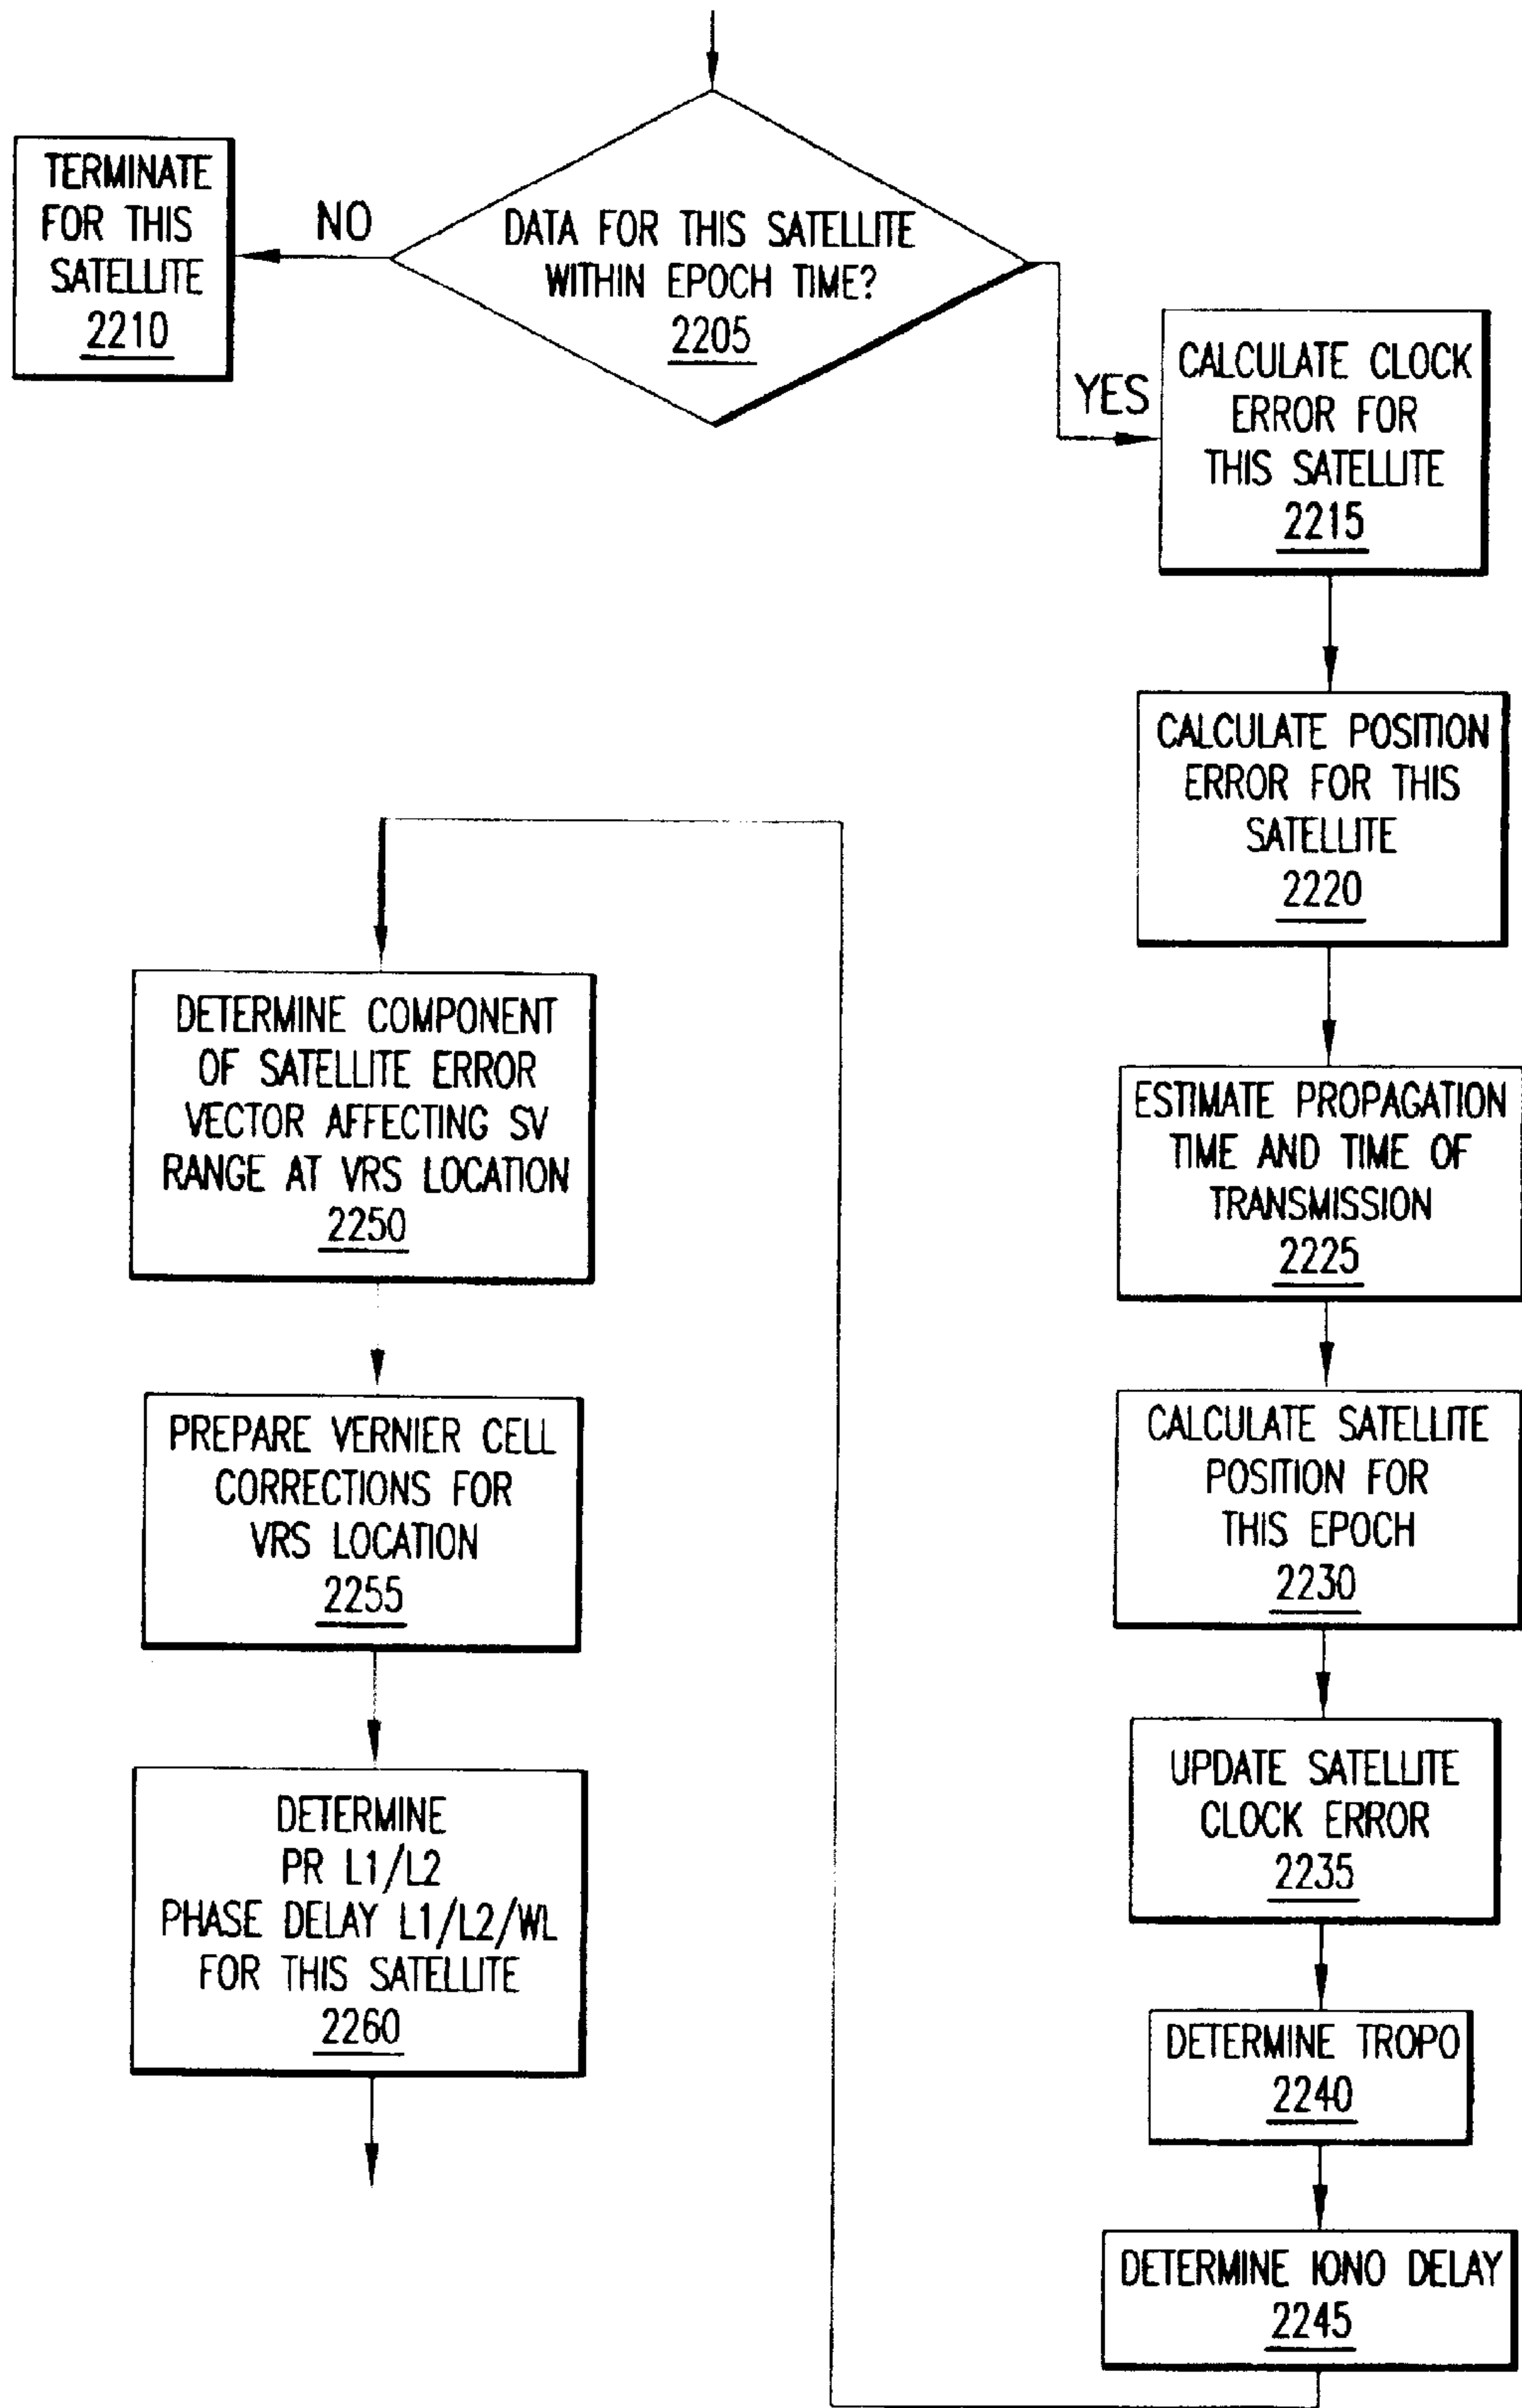 DATA FOR THIS SATELLITE
WITHIN EPOCH TIME?
2205
NO
TERMINATE
FOR THIS
SATELLITE
2210
YES
CALCULATE CLOCK
ERROR FOR
THIS SATELLITE
2215
CALCULATE POSITION
ERROR FOR THIS
SATELLITE
2220
ESTIMATE PROPAGATION
TIME AND TIME OF
TRANSMISSION
2225
CALCULATE SATELLITE
POSITION FOR
THIS EPOCH
2230
UPDATE SATELLITE
CLOCK ERROR
2235
DETERMINE TROPO
2240
DETERMINE IONO DELAY
2245
DETERMINE COMPONENT
OF SATELLITE ERROR
VECTOR AFFECTING SV
RANGE AT VRS LOCATION
2250
PREPARE VERNIER CELL
CORRECTIONS FOR
VRS LOCATION
2255
DETERMINE
PR L1/L2
PHASE DELAY L1/L2/WL
FOR THIS SATELLITE
2260